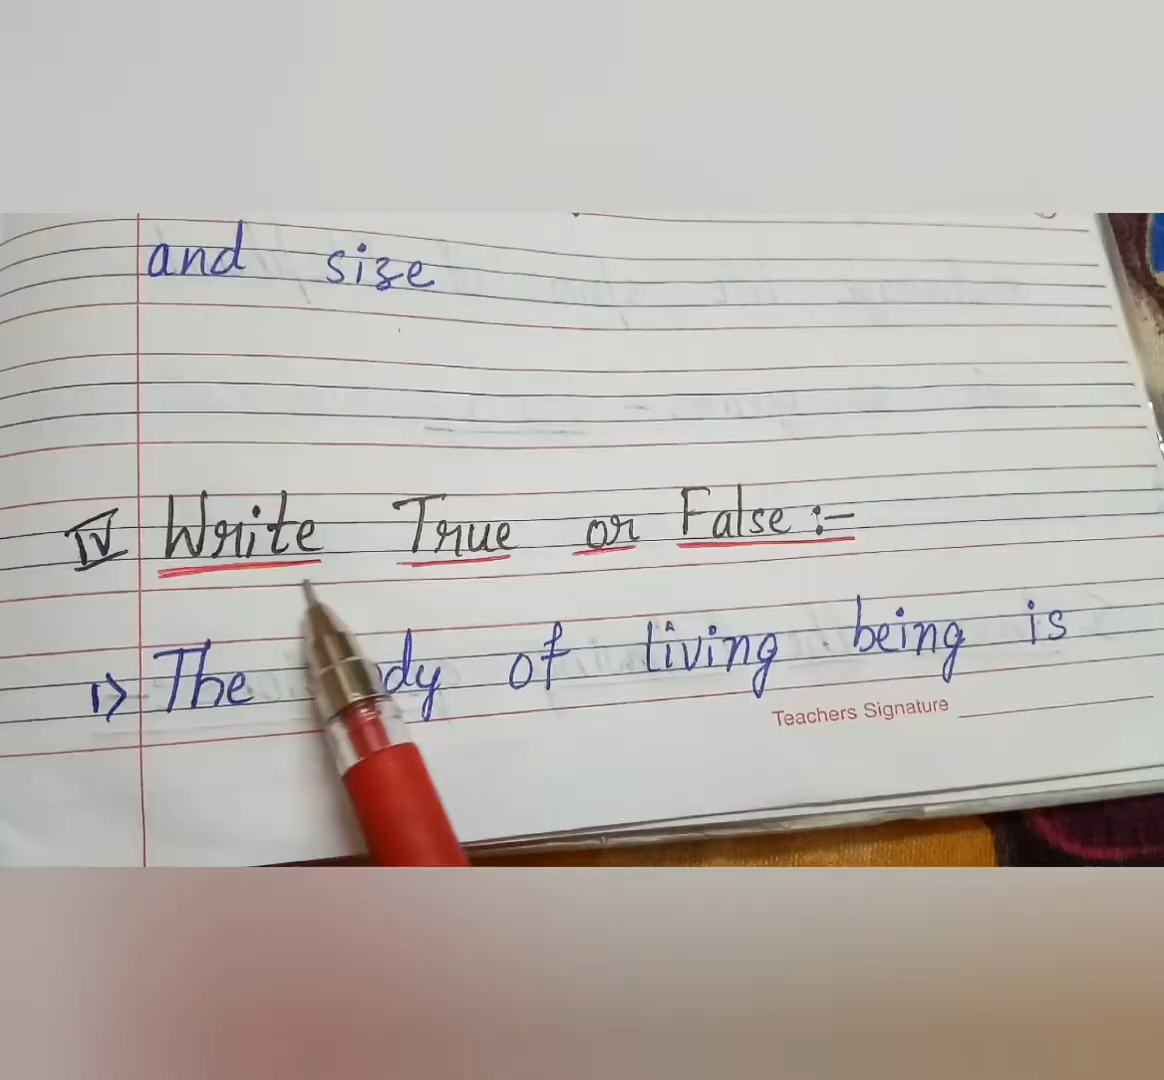 and size
IV Write True or False :-
1) The dy of living being is
Teachers Signature